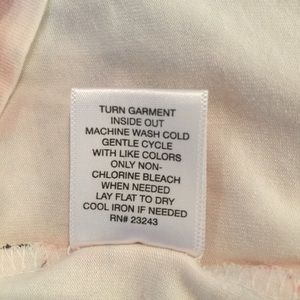 TURN GARMENT
INSIDE OUT
MACHINE WASH COLD
GENTLE CYCLE
WITH LIKE COLORS
ONLY NON-
CHLORINE BLEACH
WHEN NEEDED
LAY FLAT TO DRY
COOL IRON IF NEEDED
RN# 23243